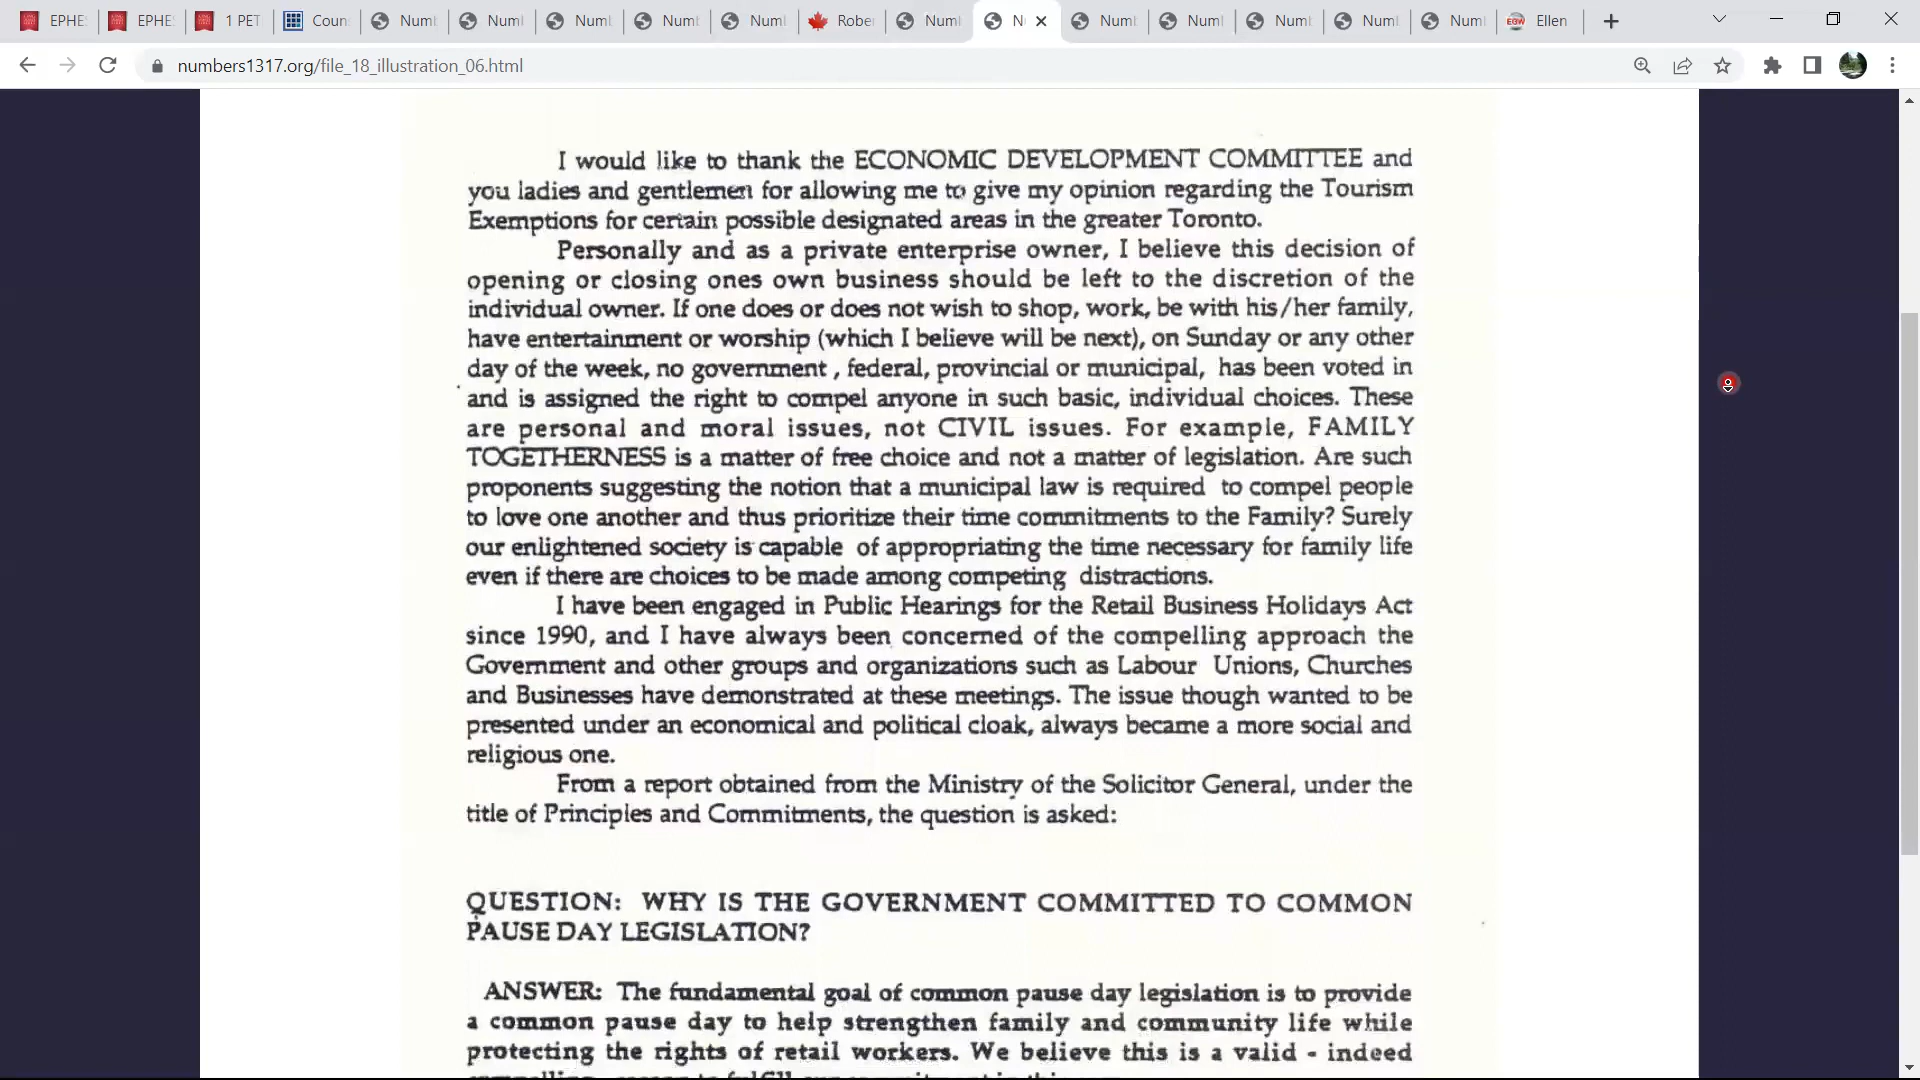 EPHES
EPHE
1 PET
Coun
Num
Num
Num
Num
Num
Robe
Num
N
Num
Num
Num
Num
Num
Ellen
numbers1317.org/file_18_illustration_06.html
I would like to thank the ECONOMIC DEVELOPMENT COMMITTEE and
you ladies and gentlemen for allowing me to give my opinion regarding the Tourism
Exemptions for certain possible designated areas in the greater Toronto.
Personally and as a private enterprise owner, I believe this decision of
opening or closing ones own business should be left to the discretion of the
individual owner. If one does or does not wish to shop, work, be with his/her family,
have entertainment or worship (which I believe will be next), on Sunday or any other
day of the week, no government , federal, provincial or municipal, has been voted in
and is assigned the right to compel anyone in such basic, individual choices. These
are personal and moral issues, not CIVIL issues. For example, FAMILY
TOGETHERNESS is a matter of free choice and not a matter of legislation. Are such
proponents suggesting the notion that a municipal law is required to compel people
to love one another and thus prioritize their time commitments to the Family? Surely
our enlightened society is capable of appropriating the time necessary for family life
even if there are choices to be made among competing distractions.
I have been engaged in Public Hearings for the Retail Business Holidays Act
since 1990, and I have always been concerned of the compelling approach the
Government and other groups and organizations such as Labour Unions, Churches
and Businesses have demonstrated at these meetings. The issue though wanted to be
presented under an economical and political cloak, always became a more social and
religious one.
From a report obtained from the Ministry of the Solicitor General, under the
title of Principles and Commitments, the question is asked:
QUESTION: WHY IS THE GOVERNMENT COMMITTED TO COMMON
PAUSE DAY LEGISLATION?
ANSWER: The fundamental goal of common pause day legislation is to provide
a common pause day to help strengthen family and community life while
protecting the rights of retail workers. We believe this is a valid - indeed